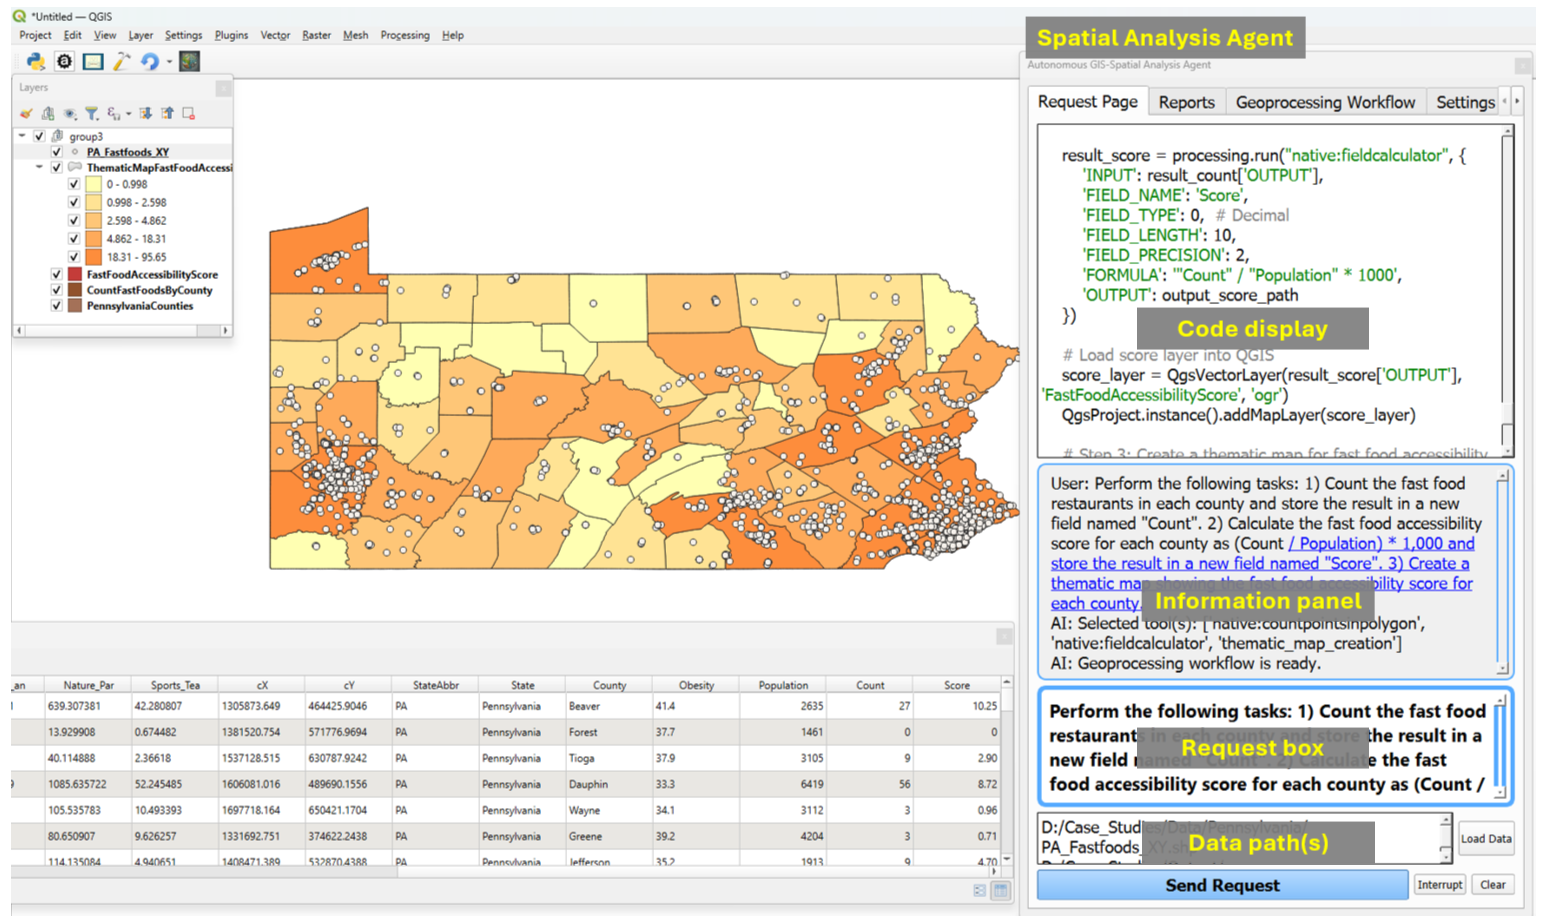 *Untitled — QGIS
Project Edit View Layer Settings Plugins Vector Raster Mesh Processing Help
Layers
group3
PA_Fastfoods_XY
ThematicMapFastFoodAccessi
0 - 0.998
0.998 - 2.598
2.598 - 4.862
4.862 - 18.31
18.31 - 95.65
FastFoodAccessibilityScore
CountFastFoodsByCounty
PennsylvaniaCounties
_an Nature_Par Sports_Tea cX cY StateAbbr State County Obesity Population Count Score
639.307381 42.280807 1305873.649 464425.9046 PA Pennsylvania Beaver 41.4 2635 27 10.25
13.929908 0.674482 1381520.754 571776.9694 PA Pennsylvania Forest 37.7 1461 0 0
40.114888 2.36618 1537128.515 630787.9242 PA Pennsylvania Tioga 37.9 3105 9 2.90
1085.635722 52.245485 1606081.016 489690.1556 PA Pennsylvania Dauphin 33.3 6419 56 8.72
105.535783 10.493393 1697718.164 650421.1704 PA Pennsylvania Wayne 34.1 3112 3 0.96
80.650907 9.626257 1331692.751 374622.2438 PA Pennsylvania Greene 39.2 4204 3 0.71
114.135084 4.940651 1408471.389 532870.4388 PA Pennsylvania Jefferson 35.2 1913 9 4.70
Spatial Analysis Agent
Autonomous GIS-Spatial Analysis Agent
Request Page Reports Geoprocessing Workflow Settings
result_score = processing.run("native:fieldcalculator", {
'INPUT': result_count['OUTPUT'],
'FIELD_NAME': 'Score',
'FIELD_TYPE': 0, # Decimal
'FIELD_LENGTH': 10,
'FIELD_PRECISION': 2,
'FORMULA': '"Count" / "Population" * 1000',
'OUTPUT': output_score_path
})
Code display
# Load score layer into QGIS
score_layer = QgsVectorLayer(result_score['OUTPUT'],
'FastFoodAccessibilityScore', 'ogr')
QgsProject.instance().addMapLayer(score_layer)
# Step 3: Create a thematic map for fast food accessibility
User: Perform the following tasks: 1) Count the fast food
restaurants in each county and store the result in a new
field named "Count". 2) Calculate the fast food accessibility
score for each county as (Count / Population) * 1,000 and
store the result in a new field named "Score". 3) Create a
thematic map showing the fast food accessibility score for
each county.
Information panel
AI: Selected tool(s): ['native:countpointsinpolygon',
'native:fieldcalculator', 'thematic_map_creation']
AI: Geoprocessing workflow is ready.
Perform the following tasks: 1) Count the fast food
restaurants in each county and store the result in a
new field named "Count". 2) Calculate the fast
food accessibility score for each county as (Count /
Request box
D:/Case_Studies/Data/Pennsylvania/
PA_Fastfoods_XY.sh
Data path(s)
Load Data
Send Request
Interrupt
Clear